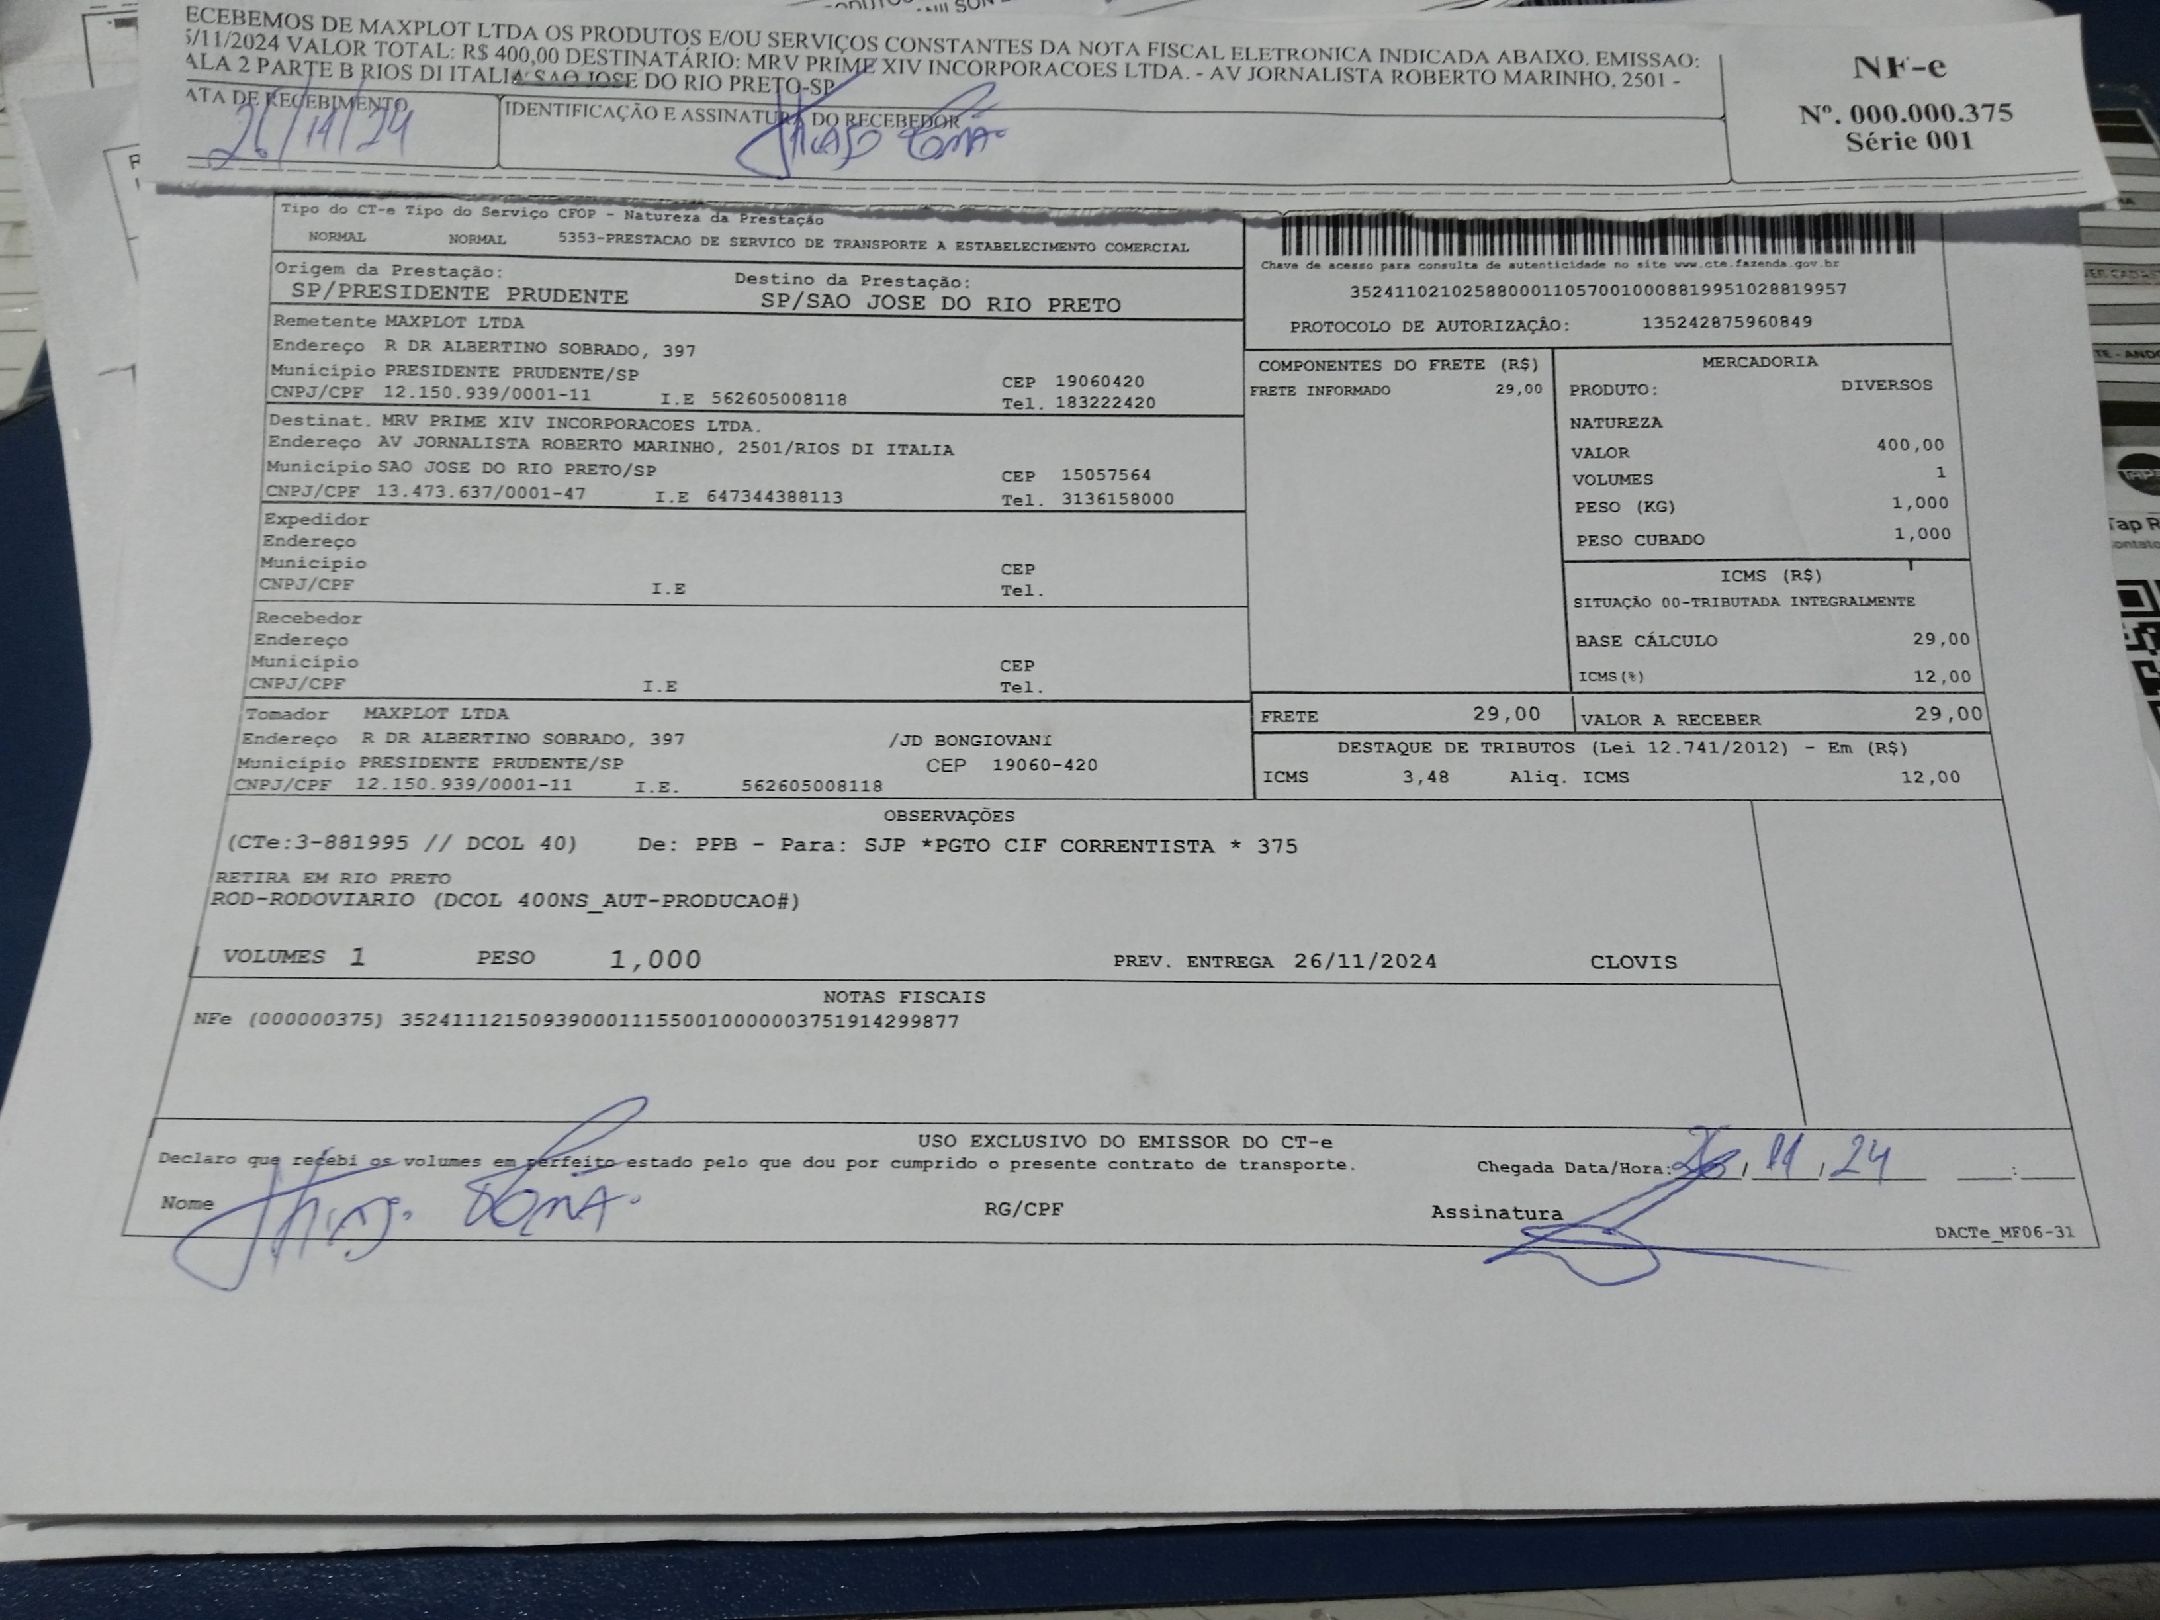 ECEBEMOS DE MAXPLOT LTDA OS PRODUTOS E/OU SERVIÇOS CONSTANTES DA NOTA FISCAL ELETRONICA INDICADA ABAIXO. EMISSAO:
5/11/2024 VALOR TOTAL: R$ 400,00 DESTINATÁRIO: MRV PRIME XIV INCORPORACOES LTDA. - AV JORNALISTA ROBERTO MARINHO, 2501 -
ALA 2 PARTE B RIOS DI ITALIA SAO JOSE DO RIO PRETO-SP
NF-e
Nº. 000.000.375
Série 001
ATA DE RECEBIMENTO
IDENTIFICAÇÃO E ASSINATURA DO RECEBEDOR
26/11/24
Tipo do CT-e Tipo do Serviço CFOP - Natureza da Prestação
NORMAL NORMAL 5353-PRESTACAO DE SERVICO DE TRANSPORTE A ESTABELECIMENTO COMERCIAL
Origem da Prestação: Destino da Prestação:
SP/PRESIDENTE PRUDENTE SP/SAO JOSE DO RIO PRETO
Chave de acesso para consulta de autenticidade no site www.cte.fazenda.gov.br
35241102102588000110570010008819951028819957
PROTOCOLO DE AUTORIZAÇÃO: 135242875960849
Remetente MAXPLOT LTDA
Endereço R DR ALBERTINO SOBRADO, 397
Município PRESIDENTE PRUDENTE/SP CEP 19060420
CNPJ/CPF 12.150.939/0001-11 I.E 562605008118 Tel. 183222420
Destinat. MRV PRIME XIV INCORPORACOES LTDA.
Endereço AV JORNALISTA ROBERTO MARINHO, 2501/RIOS DI ITALIA
Município SAO JOSE DO RIO PRETO/SP CEP 15057564
CNPJ/CPF 13.473.637/0001-47 I.E 647344388113 Tel. 3136158000
Expedidor
Endereço
Município CEP
CNPJ/CPF I.E Tel.
Recebedor
Endereço
Município CEP
CNPJ/CPF I.E Tel.
Tomador MAXPLOT LTDA
Endereço R DR ALBERTINO SOBRADO, 397 /JD BONGIOVANI
Município PRESIDENTE PRUDENTE/SP CEP 19060-420
CNPJ/CPF 12.150.939/0001-11 I.E. 562605008118
COMPONENTES DO FRETE (R$)
FRETE INFORMADO 29,00
MERCADORIA
PRODUTO: DIVERSOS
NATUREZA
VALOR 400,00
VOLUMES 1
PESO (KG) 1,000
PESO CUBADO 1,000
ICMS (R$)
SITUAÇÃO 00-TRIBUTADA INTEGRALMENTE
BASE CÁLCULO 29,00
ICMS(%) 12,00
FRETE 29,00 VALOR A RECEBER 29,00
DESTAQUE DE TRIBUTOS (Lei 12.741/2012) - Em (R$)
ICMS 3,48 Aliq. ICMS 12,00
OBSERVAÇÕES
(CTe:3-881995 // DCOL 40) De: PPB - Para: SJP *PGTO CIF CORRENTISTA * 375
RETIRA EM RIO PRETO
ROD-RODOVIARIO (DCOL 400NS_AUT-PRODUCAO#)
VOLUMES 1 PESO 1,000 PREV. ENTREGA 26/11/2024 CLOVIS
NOTAS FISCAIS
NFe (000000375) 35241112150939000111550010000003751914299877
USO EXCLUSIVO DO EMISSOR DO CT-e
Declaro que recebi os volumes em perfeito estado pelo que dou por cumprido o presente contrato de transporte.
Chegada Data/Hora: 26/11/24 :
Nome RG/CPF Assinatura
DACTe_MF06-31